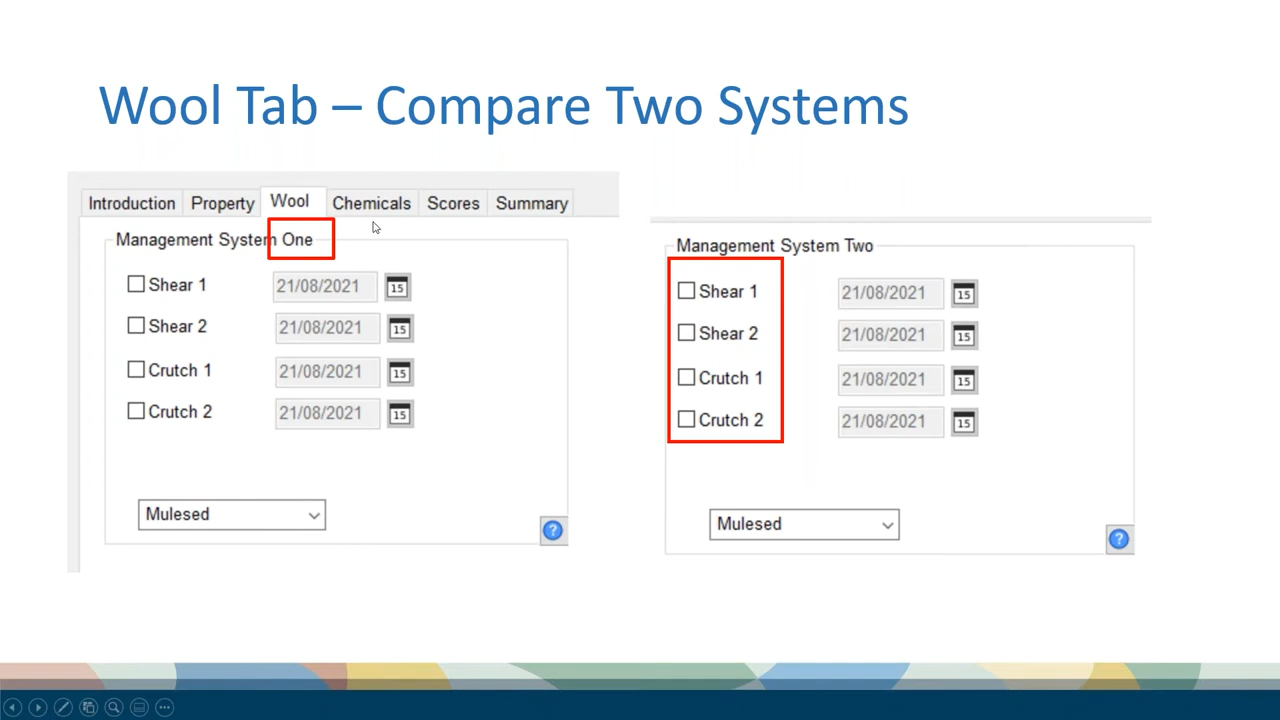 Wool Tab – Compare Two Systems
Introduction Property Wool Chemicals Scores Summary
Management System One
Shear 1 21/08/2021 15
Shear 2 21/08/2021 15
Crutch 1 21/08/2021 15
Crutch 2 21/08/2021 15
Mulesed
?
Management System Two
Shear 1 21/08/2021 15
Shear 2 21/08/2021 15
Crutch 1 21/08/2021 15
Crutch 2 21/08/2021 15
Mulesed
?